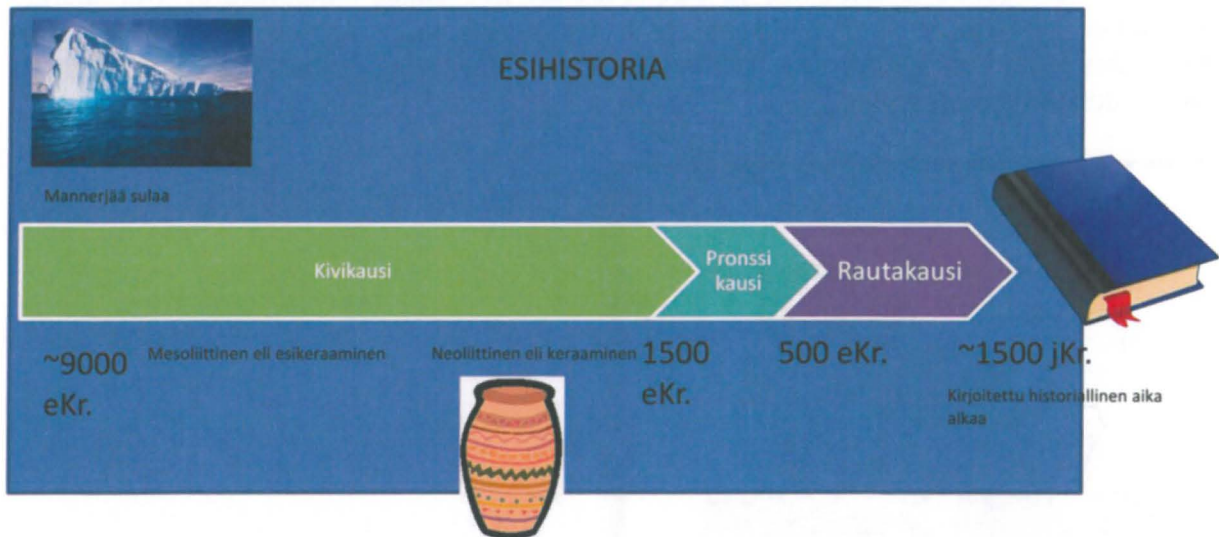 ESIHISTORIA
Mannerjää sulaa
Kivikausi
Pronssi
kausi
Rautakausi
~9000
eKr.
Mesoliittinen eli esikeraaminen
Neoliittinen eli keraaminen
1500
eKr.
500 eKr.
~1500 jKr.
Kirjoitettu historiallinen aika
alkaa